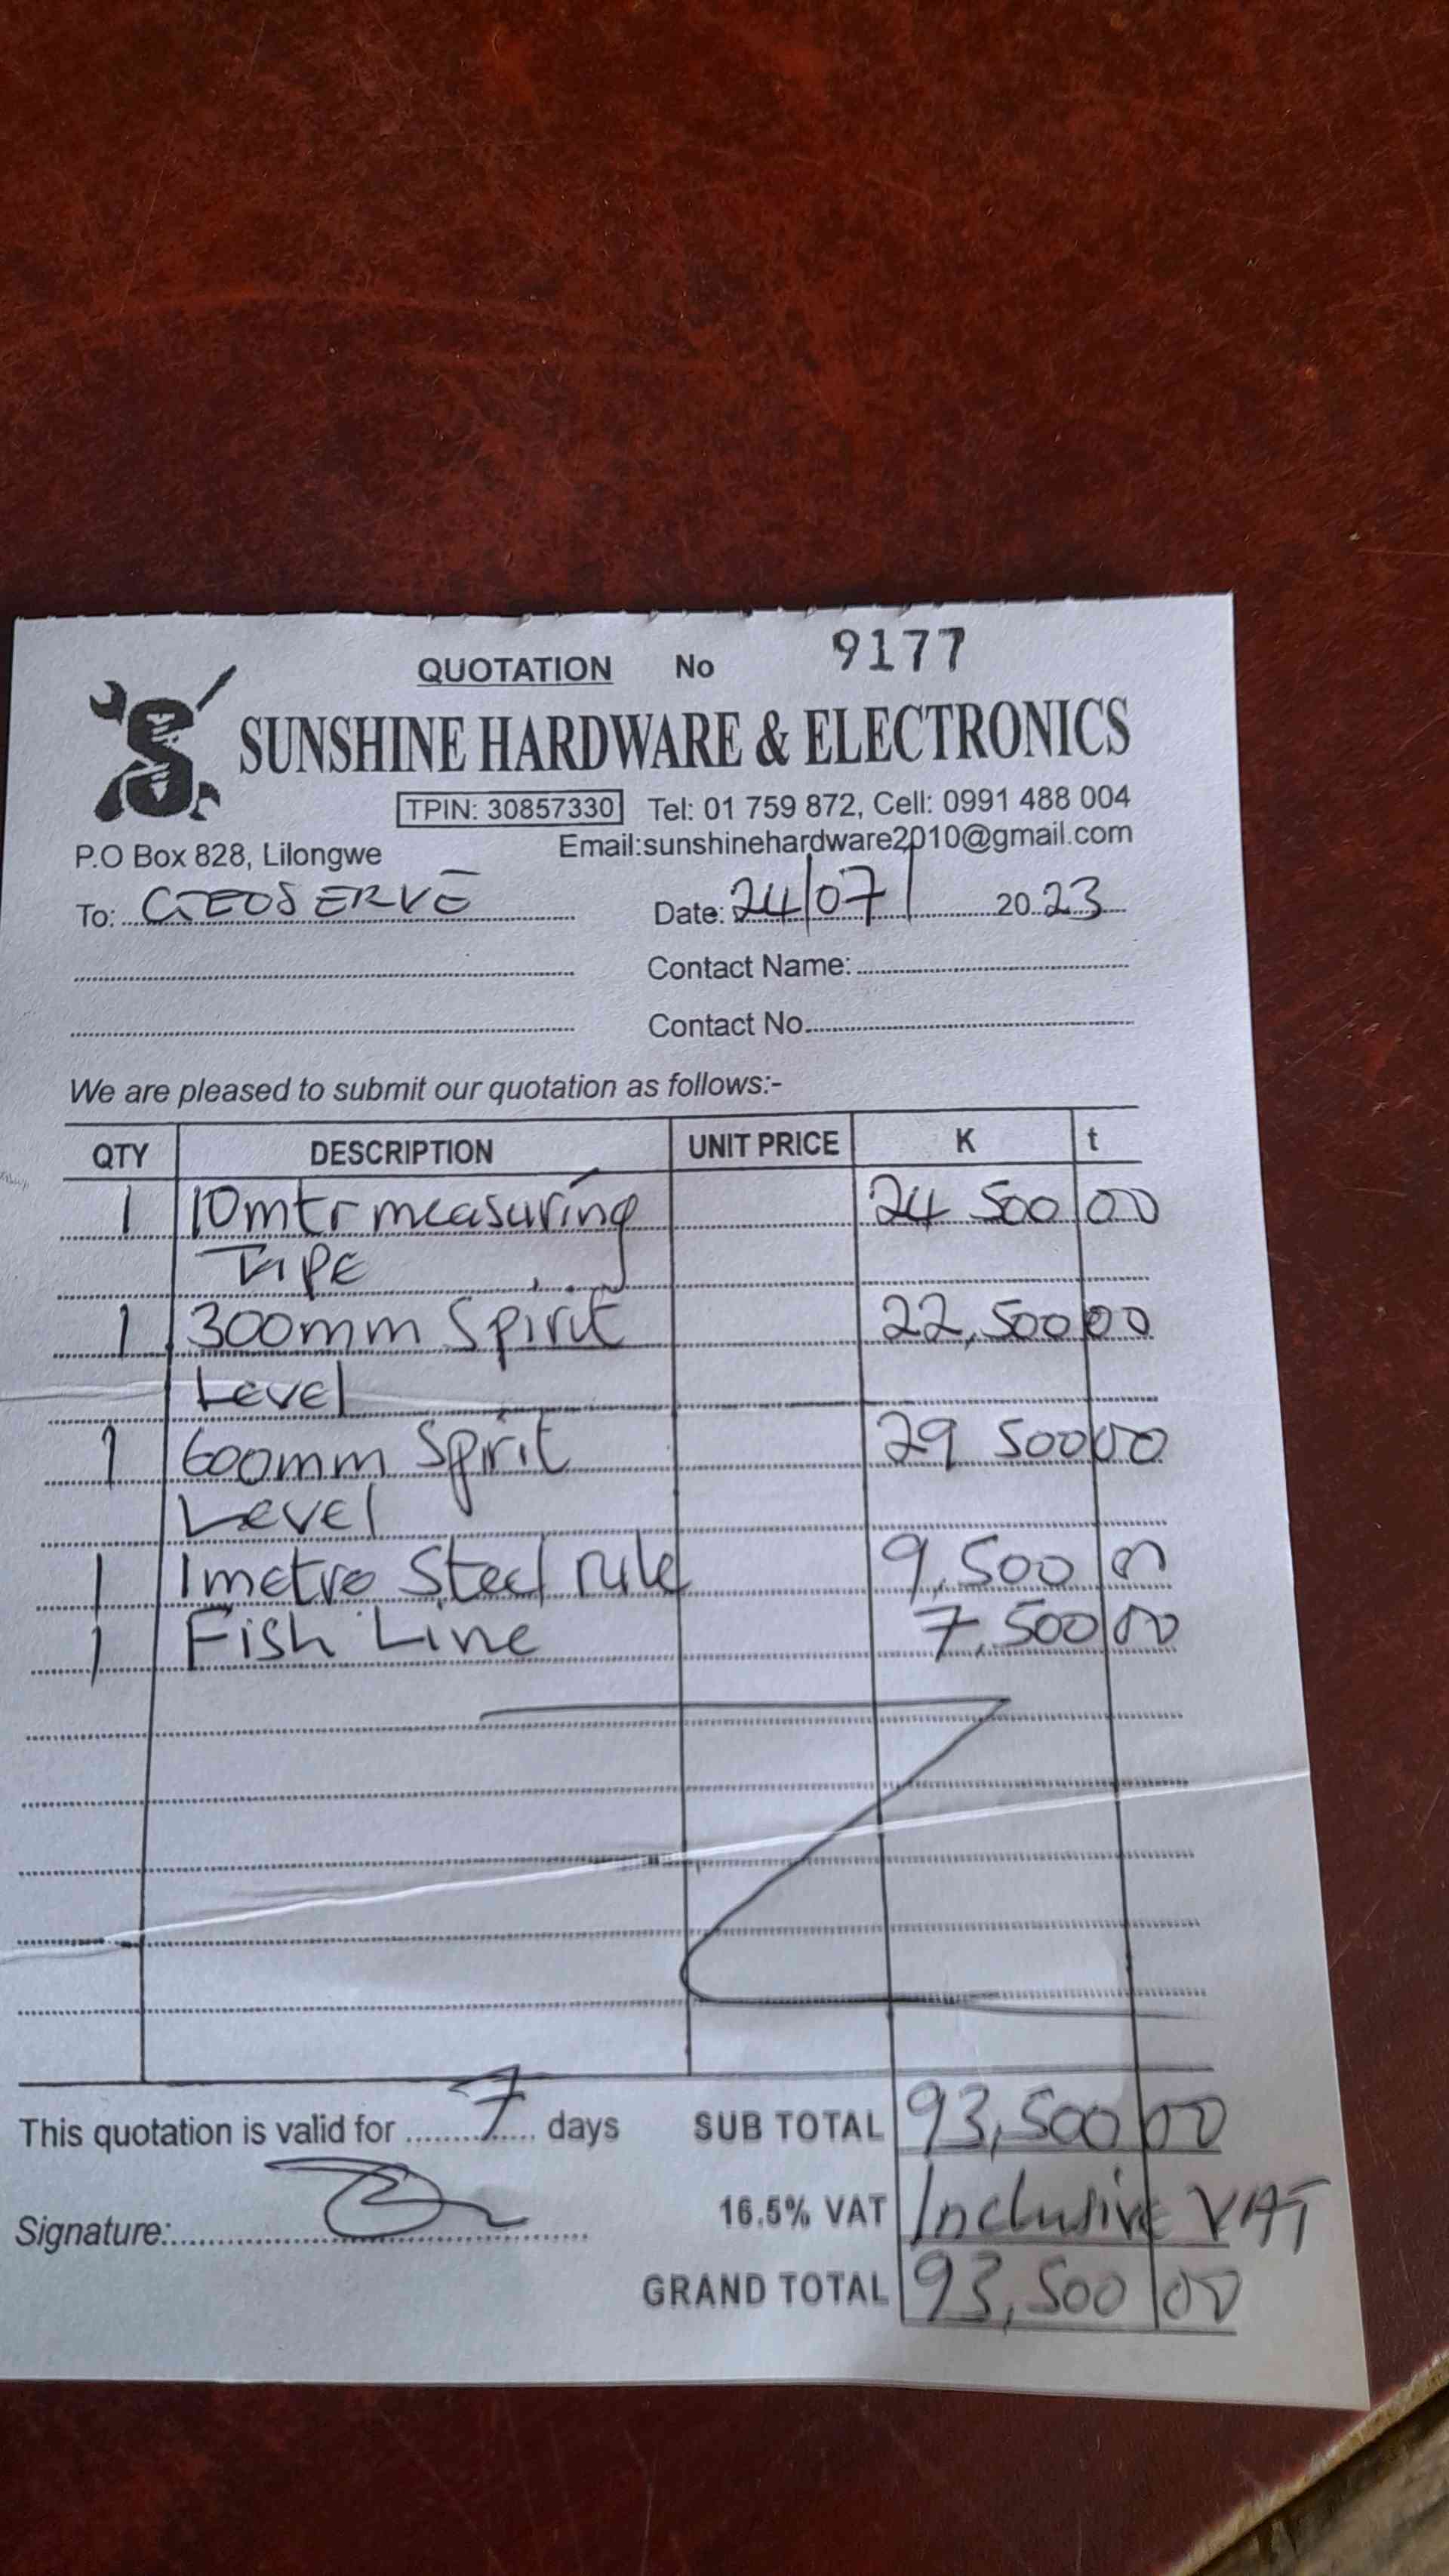 QUOTATION No 9177
SUNSHINE HARDWARE & ELECTRONICS
TPIN: 30857330 Tel: 01 759 872, Cell: 0991 488 004
P.O Box 828, Lilongwe Email:sunshinehardware2010@gmail.com
To: GEOSERVE Date: 24/07/ 2023
Contact Name:
Contact No.
We are pleased to submit our quotation as follows:-
QTY DESCRIPTION UNIT PRICE K t
1 10mtr measuring 24 500 00
TAPE
1 300mm Spirit 22,500 00
Level
1 600mm Spirit 29 500 00
Level
1 1metre Steel rule 9,500 00
1 Fish Line 7,500 00
This quotation is valid for 7 days SUB TOTAL 93,500 00
16.5% VAT Inclusive VAT
Signature:
GRAND TOTAL 93,500 00